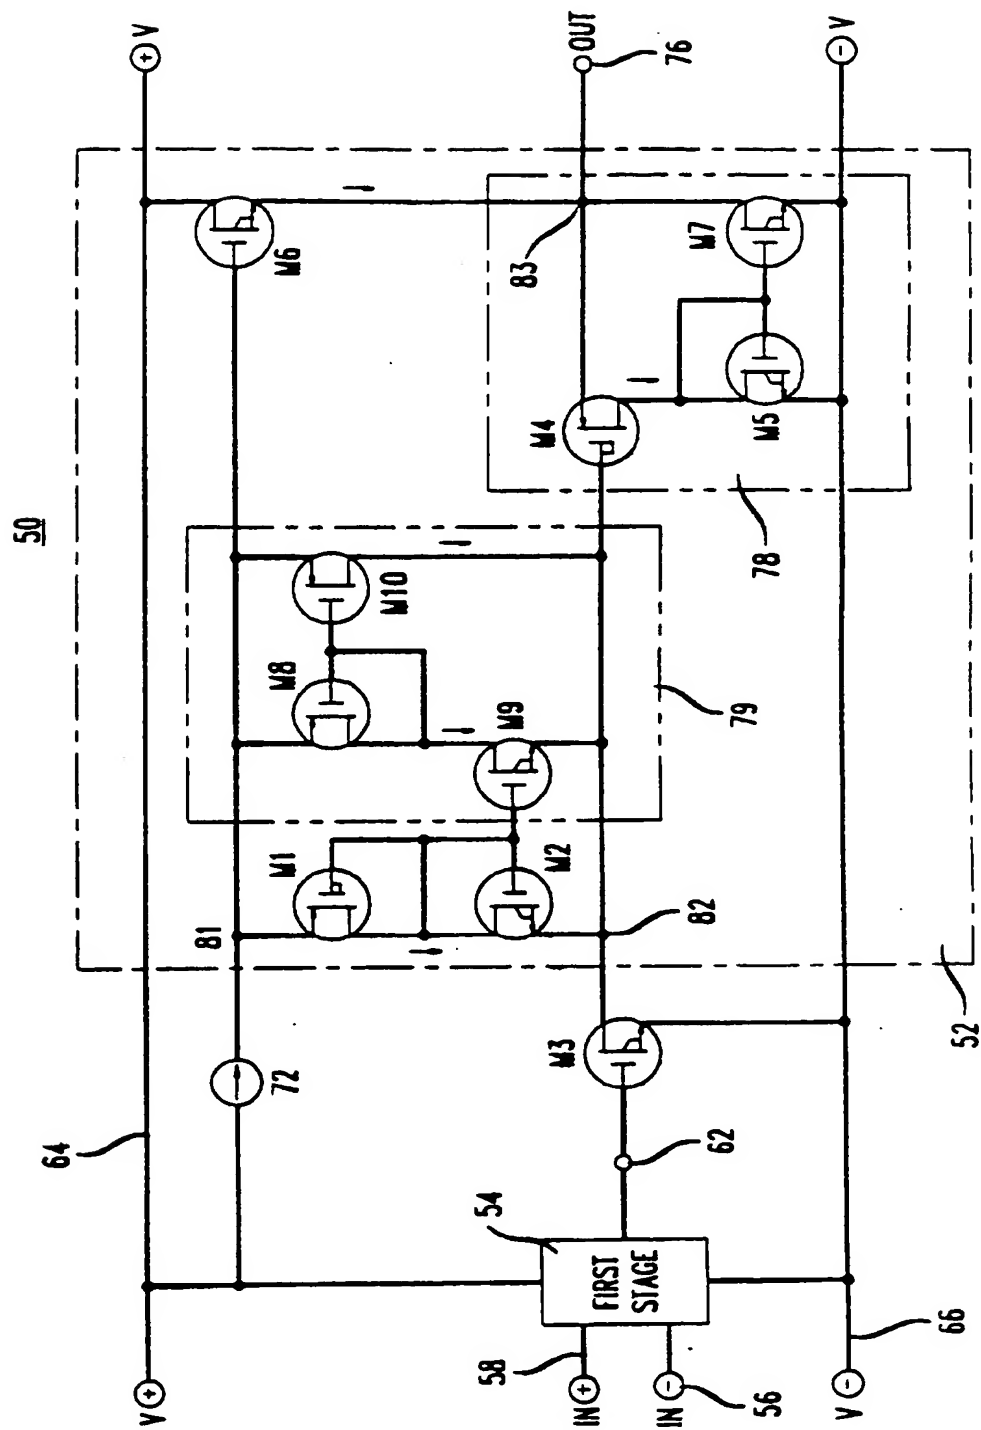 50
V +
64
+ V
72
81
M1
M2
M8
M9
M10
79
M6
83
OUT
76
M4
M5
M7
78
82
M3
62
54
FIRST
STAGE
58
IN +
IN -
56
V -
66
52
- V